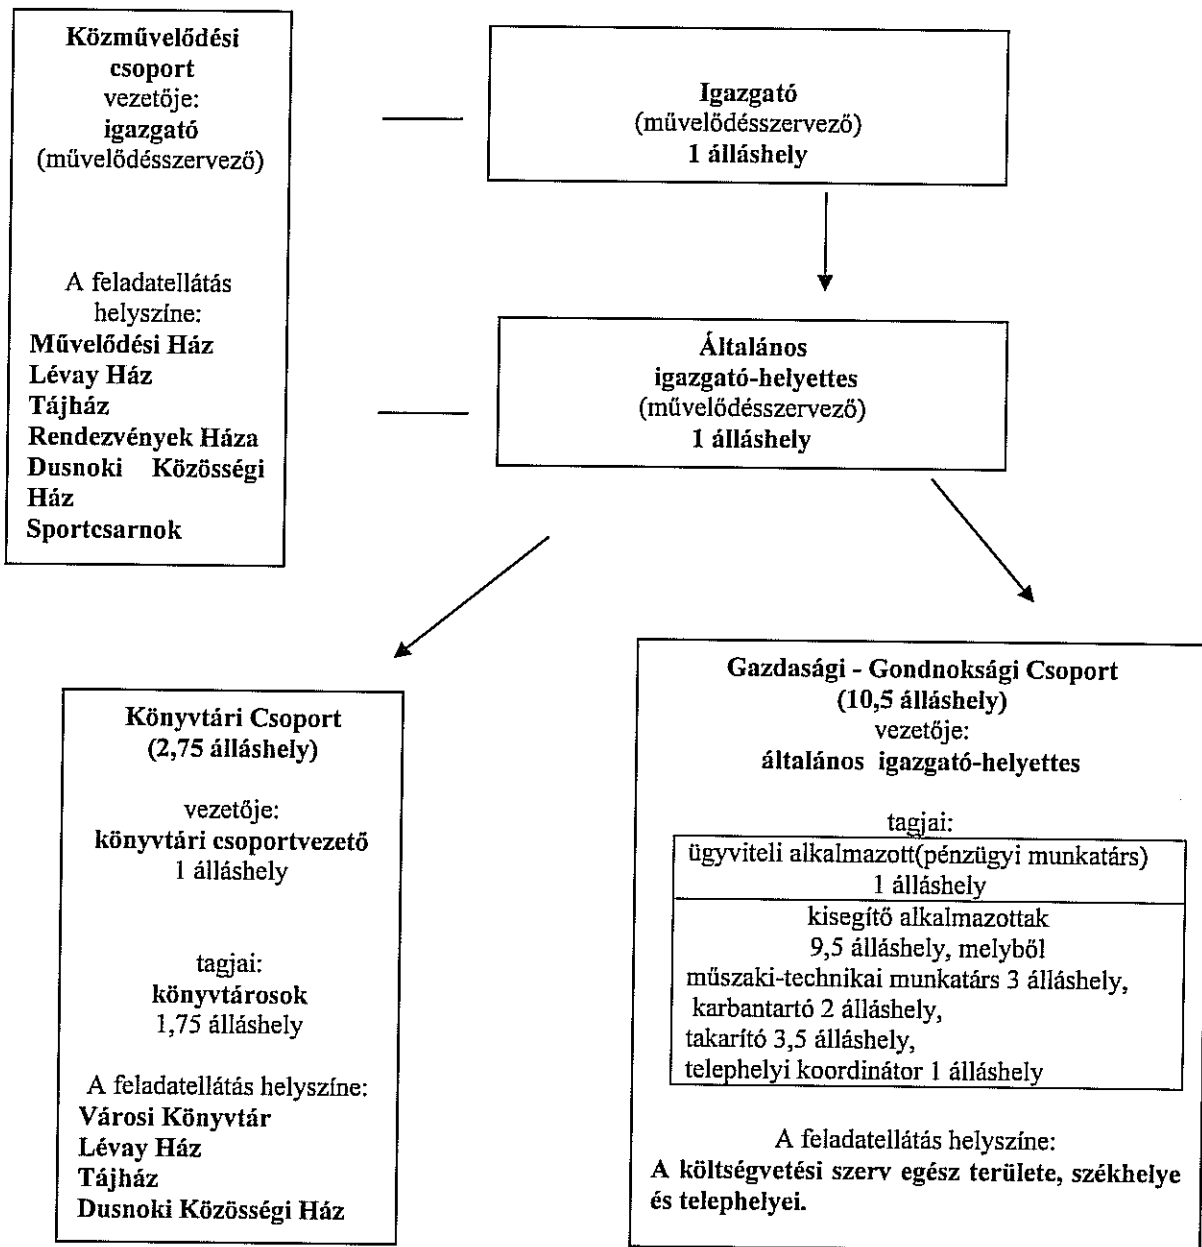 Közművelődési
csoport
vezetője:
igazgató
(művelődésszervező)
A feladatellátás
helyszíne:
Művelődési Ház
Lévay Ház
Tájház
Rendezvények Háza
Dusnoki Közösségi
Ház
Sportcsarnok
Igazgató
(művelődésszervező)
1 álláshely
Általános
igazgató-helyettes
(művelődésszervező)
1 álláshely
Könyvtári Csoport
(2,75 álláshely)
vezetője:
könyvtári csoportvezető
1 álláshely
tagjai:
könyvtárosok
1,75 álláshely
A feladatellátás helyszíne:
Városi Könyvtár
Lévay Ház
Tájház
Dusnoki Közösségi Ház
Gazdasági - Gondnoksági Csoport
(10,5 álláshely)
vezetője:
általános igazgató-helyettes
tagjai:
ügyviteli alkalmazott(pénzügyi munkatárs)
1 álláshely
kisegítő alkalmazottak
9,5 álláshely, melyből
műszaki-technikai munkatárs 3 álláshely,
karbantartó 2 álláshely,
takarító 3,5 álláshely,
telephelyi koordinátor 1 álláshely
A feladatellátás helyszíne:
A költségvetési szerv egész területe, székhelye
és telephelyei.